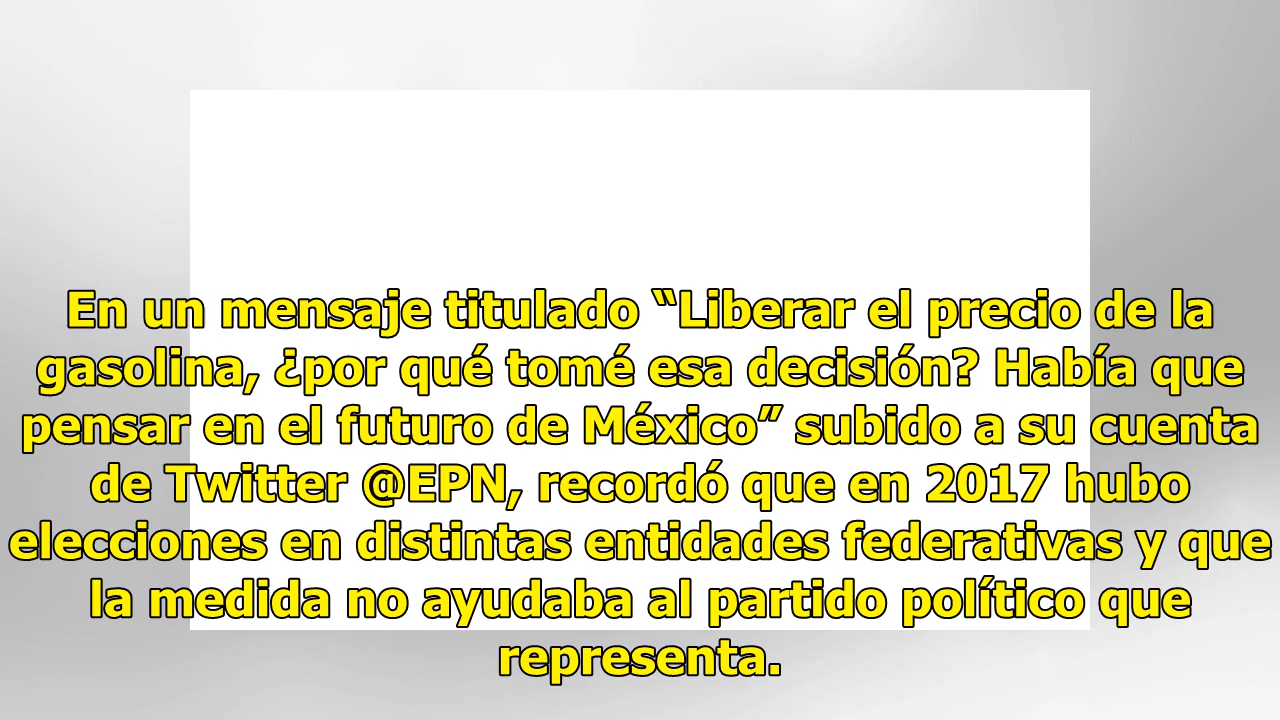 En un mensaje titulado “Liberar el precio de la
gasolina, ¿por qué tomé esa decisión? Había que
pensar en el futuro de México” subido a su cuenta
de Twitter @EPN, recordó que en 2017 hubo
elecciones en distintas entidades federativas y que
la medida no ayudaba al partido político que
representa.